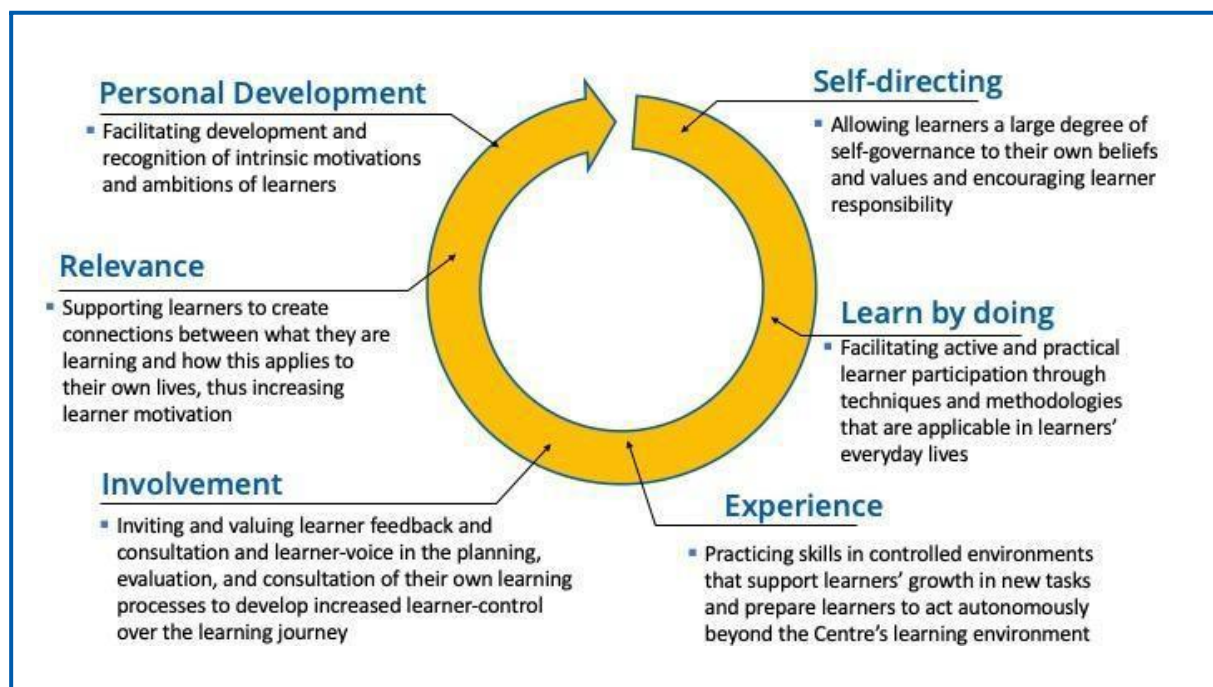 Personal Development
▪ Facilitating development and
recognition of intrinsic motivations
and ambitions of learners
Self-directing
▪ Allowing learners a large degree of
self-governance to their own beliefs
and values and encouraging learner
responsibility
Relevance
▪ Supporting learners to create
connections between what they are
learning and how this applies to
their own lives, thus increasing
learner motivation
Learn by doing
▪ Facilitating active and practical
learner participation through
techniques and methodologies
that are applicable in learners’
everyday lives
Involvement
▪ Inviting and valuing learner feedback and
consultation and learner-voice in the planning,
evaluation, and consultation of their own learning
processes to develop increased learner-control
over the learning journey
Experience
▪ Practicing skills in controlled environments
that support learners’ growth in new tasks
and prepare learners to act autonomously
beyond the Centre’s learning environment